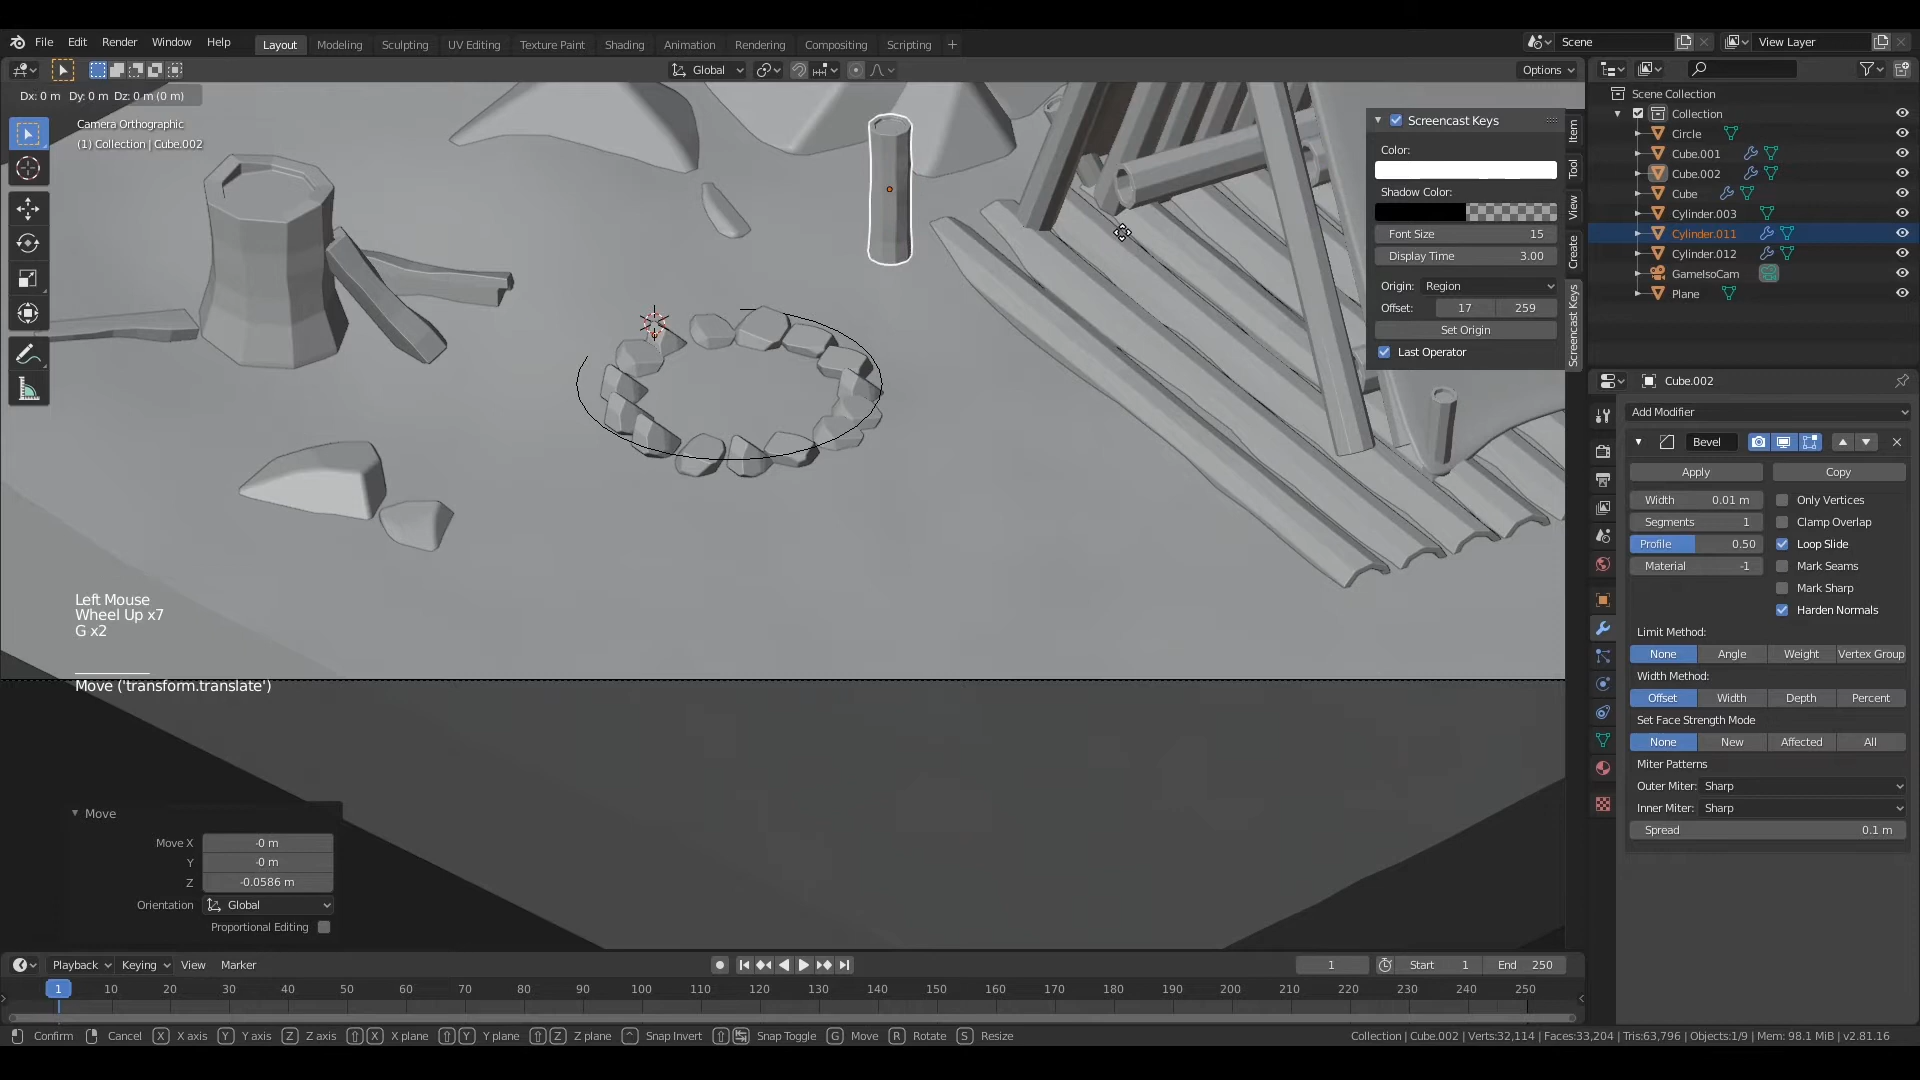 File Edit Render Window Help Layout Modeling Sculpting UV Editing Texture Paint Shading Animation Rendering Compositing Scripting + Scene View Layer
Global Options
Dx: 0 m Dy: 0 m Dz: 0 m (0 m)
Camera Orthographic
(1) Collection | Cube.002
Screencast Keys
Color:
Shadow Color:
Font Size 15
Display Time 3.00
Origin: Region
Offset: 17 259
Set Origin
Last Operator
Item
Tool
View
Create
Screencast Keys
Scene Collection
Collection
Circle
Cube.001
Cube.002
Cube
Cylinder.003
Cylinder.011
Cylinder.012
GameIsoCam
Plane
Cube.002
Add Modifier
Bevel
Apply Copy
Width 0.01 m Only Vertices
Segments 1 Clamp Overlap
Profile 0.50 Loop Slide
Material -1 Mark Seams
Mark Sharp
Harden Normals
Limit Method:
None Angle Weight Vertex Group
Width Method:
Offset Width Depth Percent
Set Face Strength Mode
None New Affected All
Miter Patterns
Outer Miter: Sharp
Inner Miter: Sharp
Spread 0.1 m
Left Mouse
Wheel Up x7
G x2
Move ('transform.translate')
Move
Move X -0 m
Y -0 m
Z -0.0586 m
Orientation Global
Proportional Editing
Playback Keying View Marker 1 Start 1 End 250
1 10 20 30 40 50 60 70 80 90 100 110 120 130 140 150 160 170 180 190 200 210 220 230 240 250
Confirm Cancel X X axis Y Y axis Z Z axis X X plane Y Y plane Z Z plane Snap Invert Snap Toggle G Move R Rotate S Resize Collection | Cube.002 | Verts:32,114 | Faces:33,204 | Tris:63,796 | Objects:1/9 | Mem: 98.1 MiB | v2.81.16